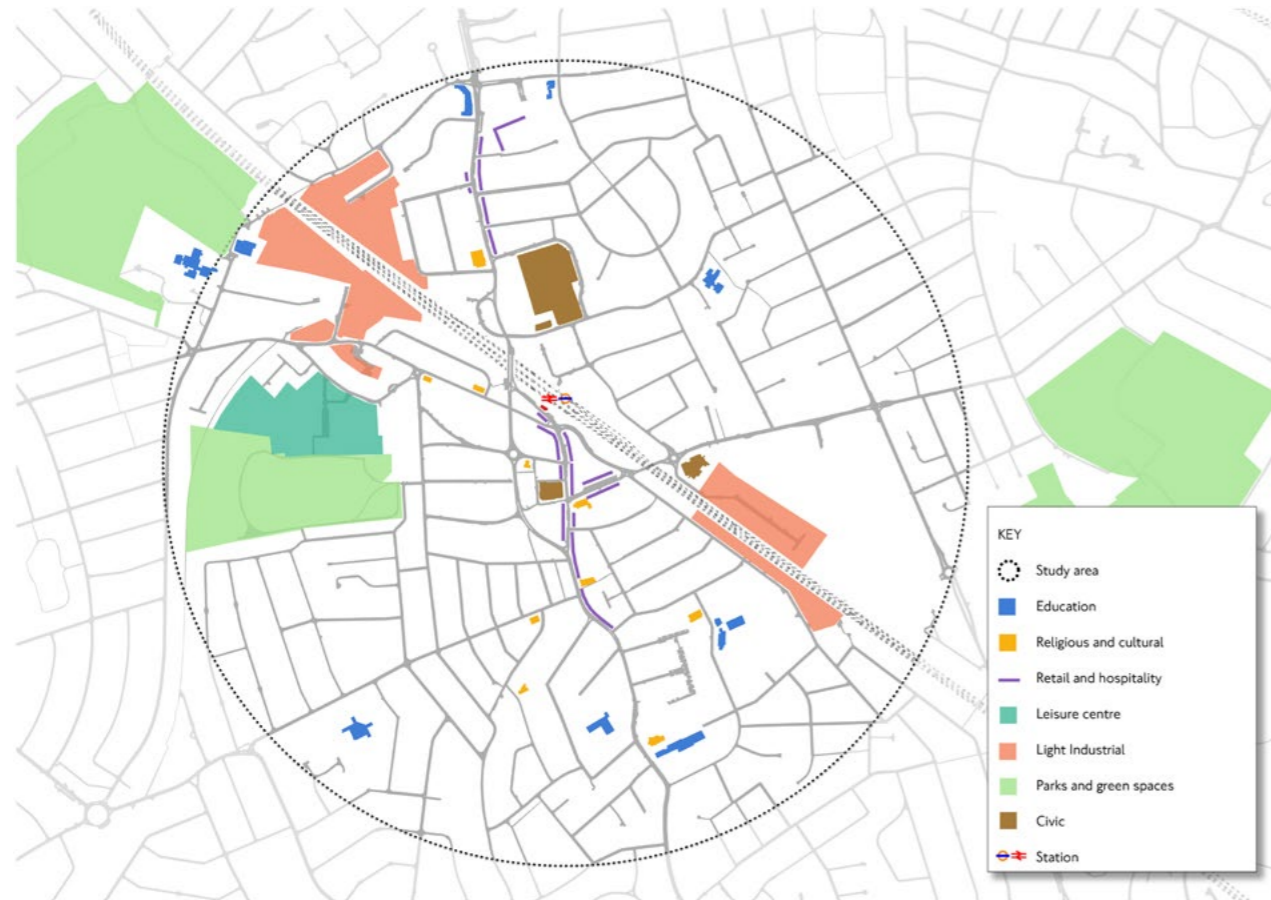 KEY
Study area
Education
Religious and cultural
Retail and hospitality
Leisure centre
Light Industrial
Parks and green spaces
Civic
Station